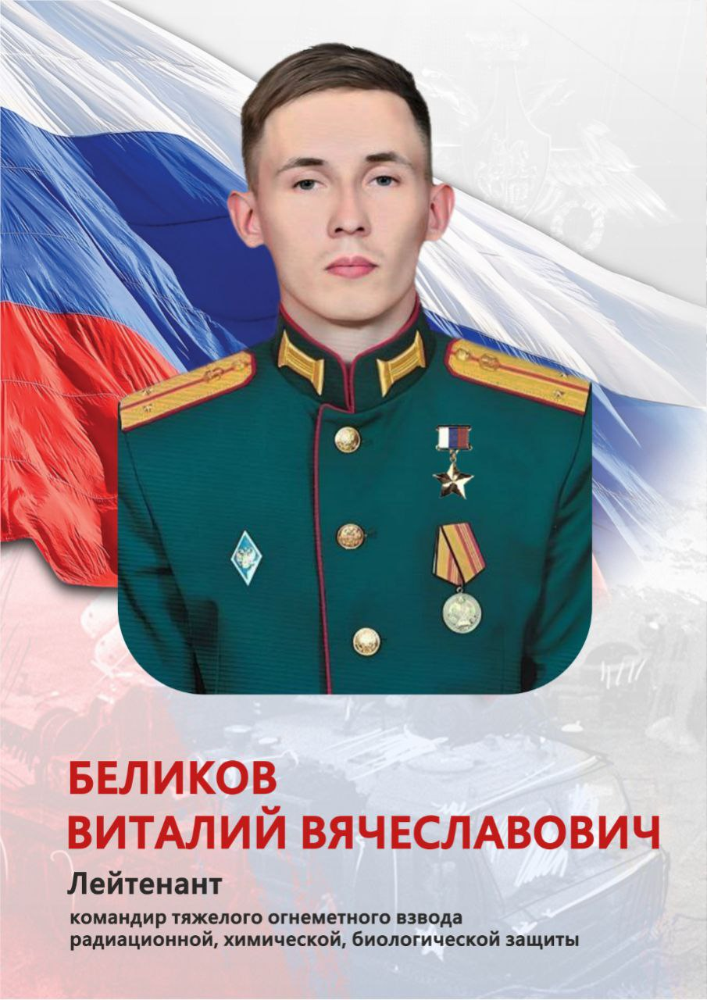 БЕЛИКОВ
ВИТАЛИЙ ВЯЧЕСЛАВОВИЧ
Лейтенант
командир тяжелого огнеметного взвода
радиационной, химической, биологической защиты